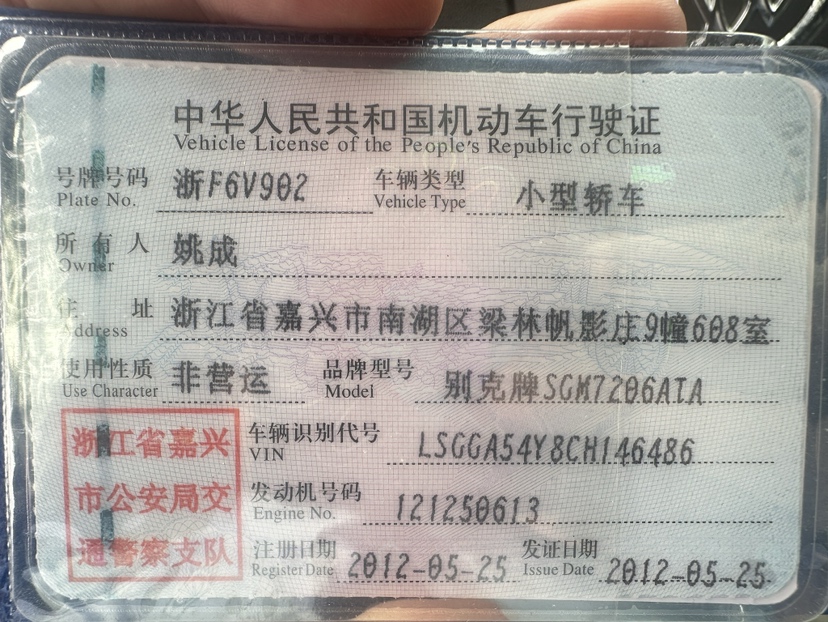 中华人民共和国机动车行驶证
Vehicle License of the People's Republic of China
号牌号码 浙F6V902 车辆类型 小型轿车
Plate No. Vehicle Type
所有人 姚成
Owner
住址 浙江省嘉兴市南湖区梁林帆影庄9幢608室
Address
使用性质 非营运 品牌型号 别克牌SGM7206ATA
Use Character Model
浙江省嘉兴
市公安局交
通警察支队
车辆识别代号 LSGGA54Y8CH146486
VIN
发动机号码 121250613
Engine No.
注册日期 2012-05-25 发证日期 2012-05-25
Register Date Issue Date